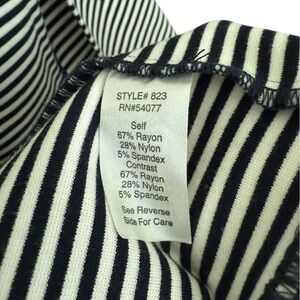 STYLE# 823
RN#54077
Self
67% Rayon
28% Nylon
5% Spandex
Contrast
67% Rayon
28% Nylon
5% Spandex
See Reverse
Side For Care